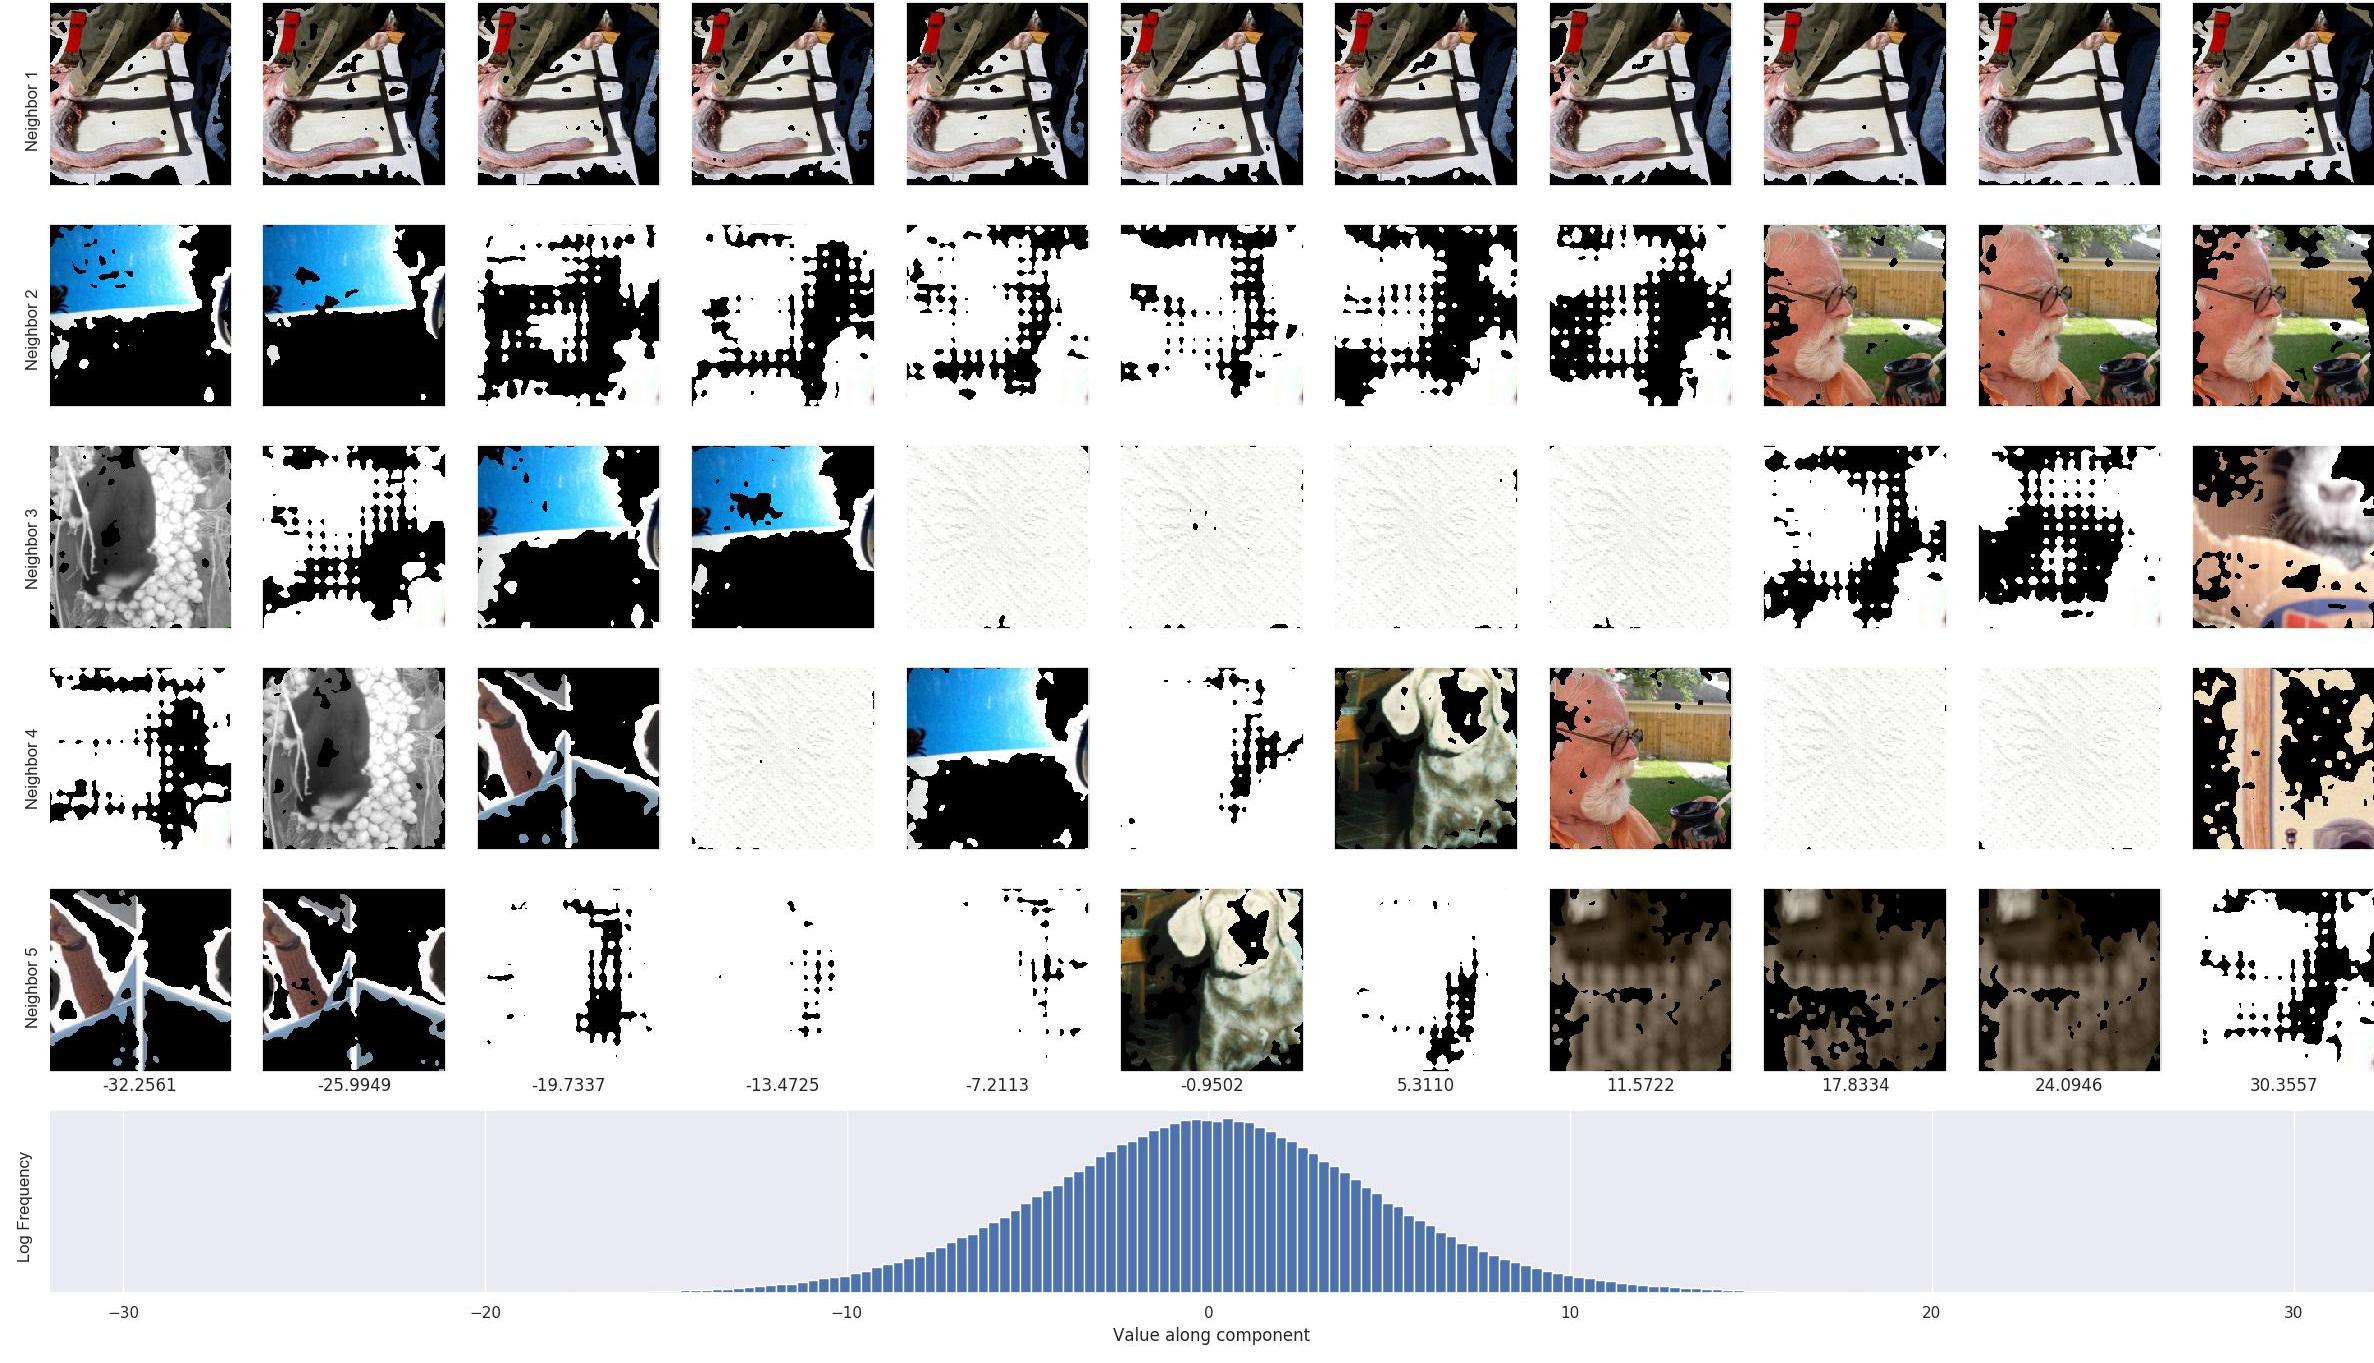 Neighbor 1
Neighbor 2
Neighbor 3
Neighbor 4
Neighbor 5
-32.2561 -25.9949 -19.7337 -13.4725 -7.2113 -0.9502 5.3110 11.5722 17.8334 24.0946 30.3557
Log Frequency
−30 −20 −10 0 10 20 30
Value along component